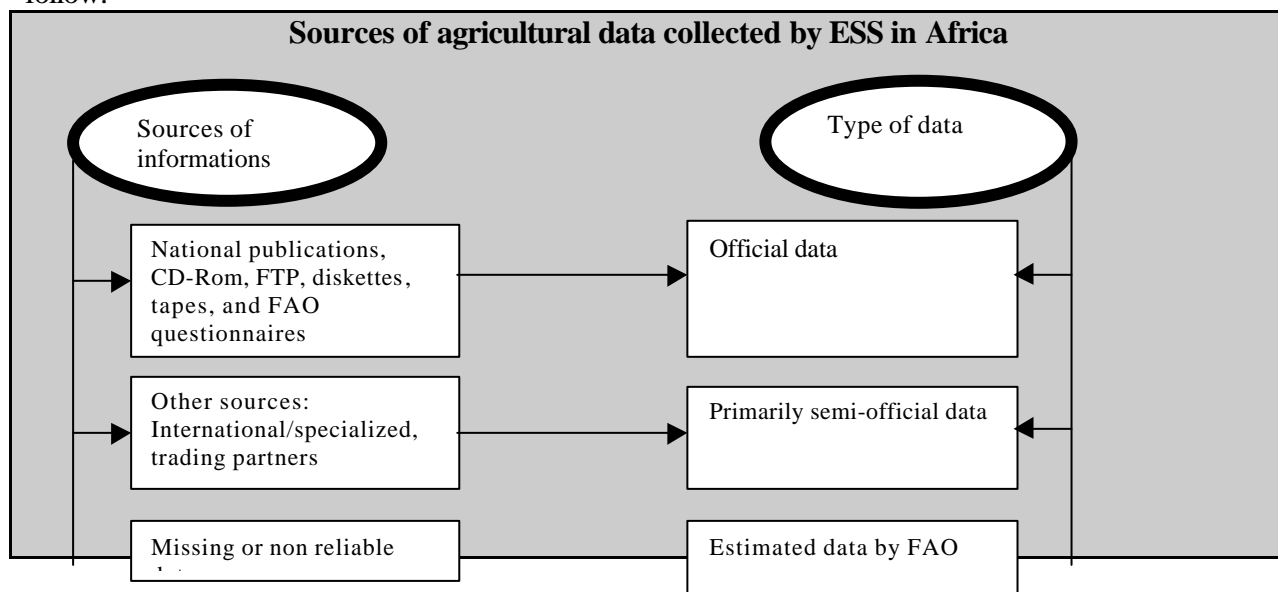 follow:
Sources of agricultural data collected by ESS in Africa
Sources of
informations
Type of data
National publications,
CD-Rom, FTP, diskettes,
tapes, and FAO
questionnaires
Official data
Other sources:
International/specialized,
trading partners
Primarily semi-official data
Missing or non reliable
Estimated data by FAO